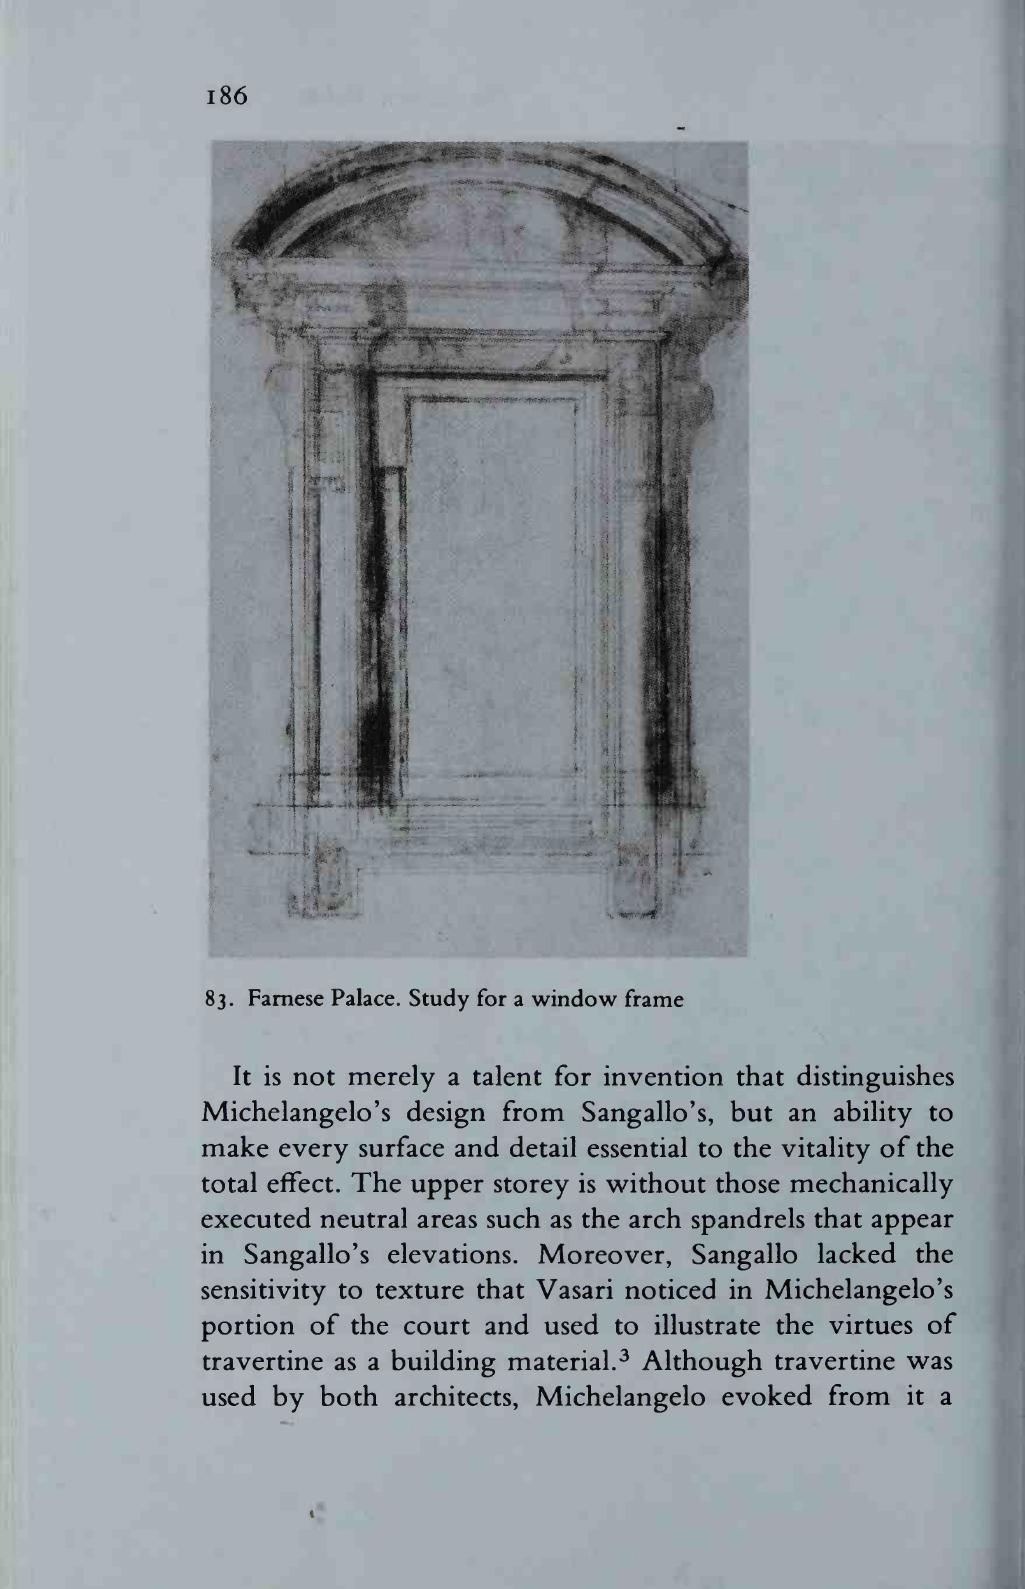 186
83. Farnese Palace. Study for a window frame
It is not merely a talent for invention that distinguishes
Michelangelo's design from Sangallo's, but an ability to
make every surface and detail essential to the vitality of the
total effect. The upper storey is without those mechanically
executed neutral areas such as the arch spandrels that appear
in Sangallo's elevations. Moreover, Sangallo lacked the
sensitivity to texture that Vasari noticed in Michelangelo's
portion of the court and used to illustrate the virtues of
travertine as a building material.³ Although travertine was
used by both architects, Michelangelo evoked from it a